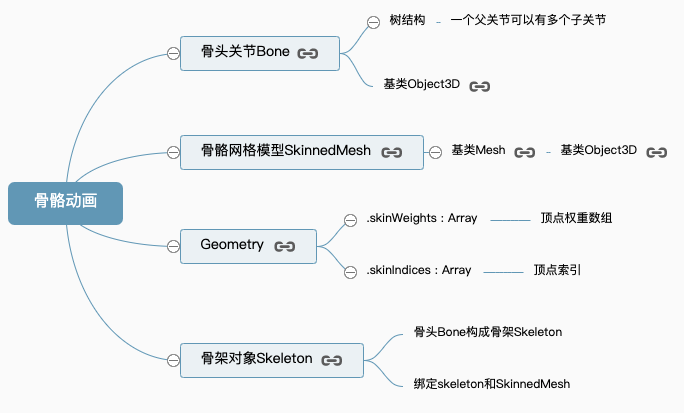 骨骼动画
骨头关节Bone
树结构
一个父关节可以有多个子关节
基类Object3D
骨骼网格模型SkinnedMesh
基类Mesh
基类Object3D
Geometry
.skinWeights : Array
顶点权重数组
.skinIndices : Array
顶点索引
骨架对象Skeleton
骨头Bone构成骨架Skeleton
绑定skeleton和SkinnedMesh